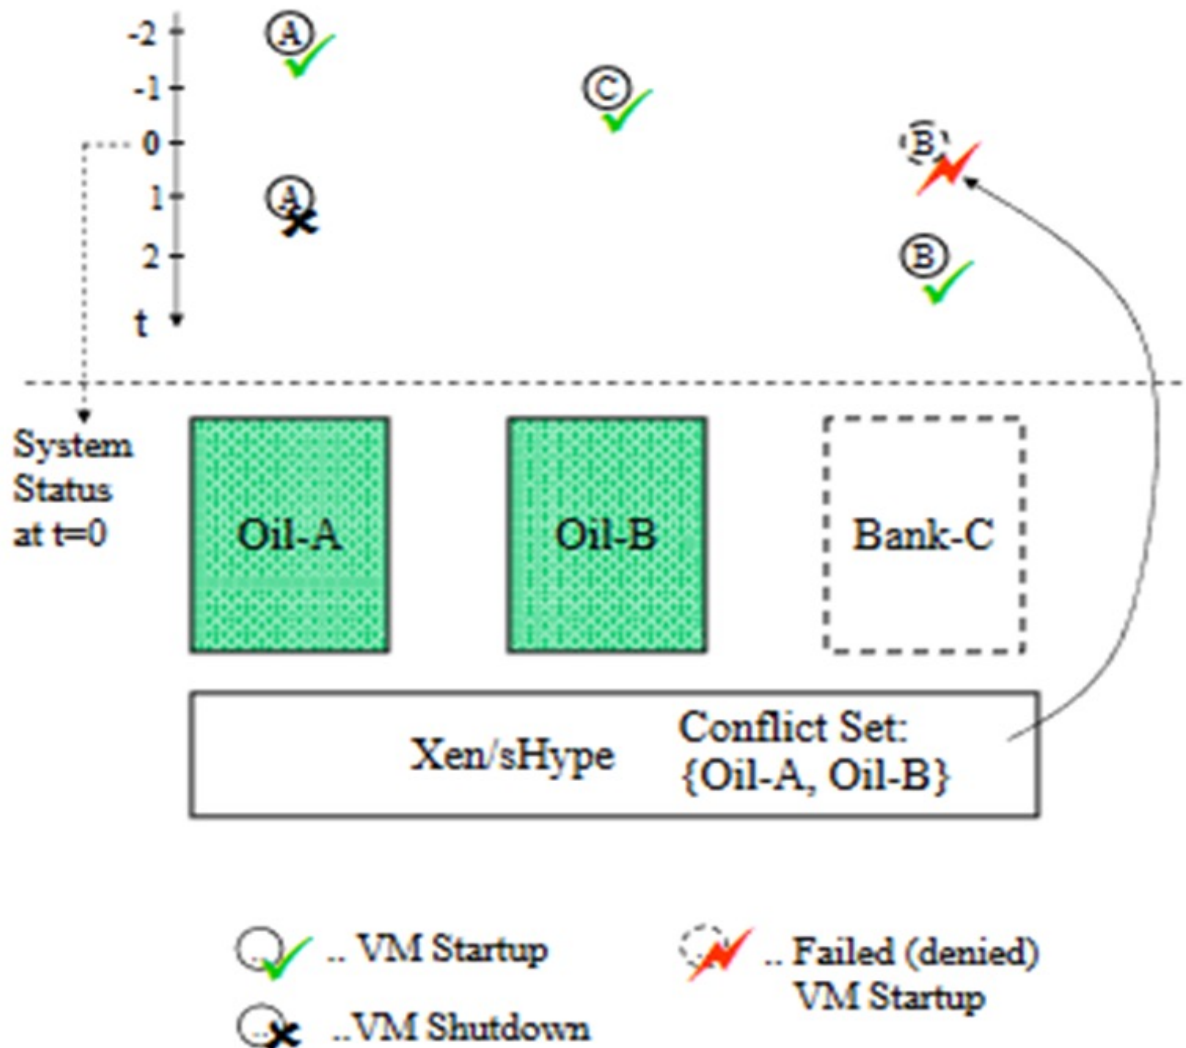 -2
A
-1
C
0
B
1
A
2
B
t
System
Status
at t=0
Oil-A
Oil-B
Bank-C
Xen/sHype
Conflict Set:
{Oil-A, Oil-B}
.. VM Startup
.. Failed (denied)
VM Startup
..VM Shutdown